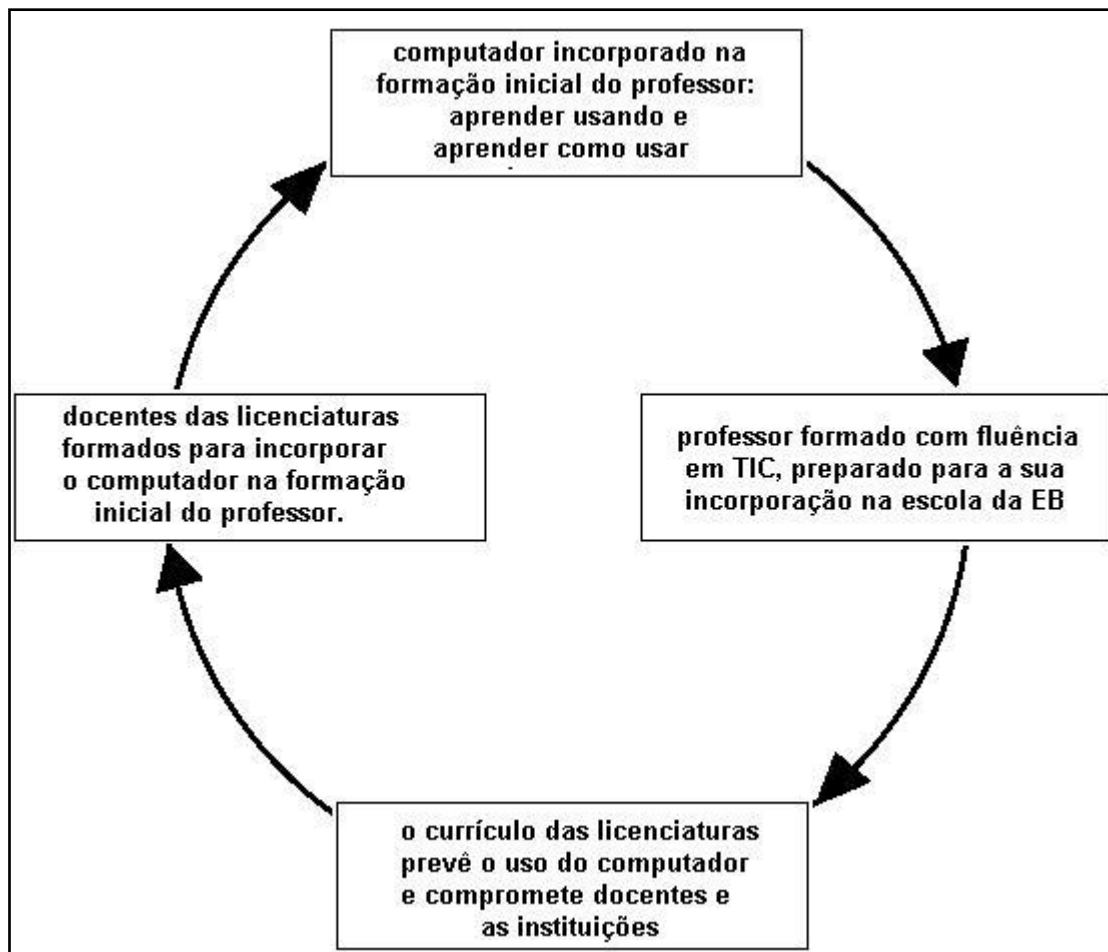 computador incorporado na
formação inicial do professor:
aprender usando e
aprender como usar
docentes das licenciaturas
formados para incorporar
o computador na formação
inicial do professor.
professor formado com fluência
em TIC, preparado para a sua
incorporação na escola da EB
o currículo das licenciaturas
prevê o uso do computador
e compromete docentes e
as instituições